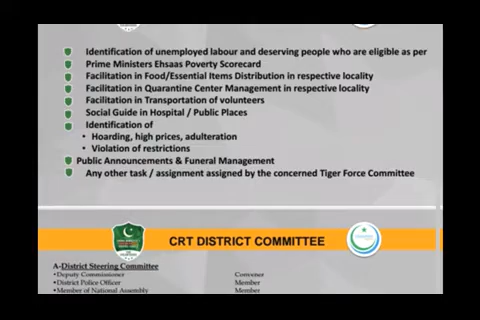 Identification of unemployed labour and deserving people who are eligible as per
Prime Ministers Ehsaas Poverty Scorecard
Facilitation in Food/Essential Items Distribution in respective locality
Facilitation in Quarantine Center Management in respective locality
Facilitation in Transportation of volunteers
Social Guide in Hospital / Public Places
Identification of
• Hoarding, high prices, adulteration
• Violation of restrictions
Public Announcements & Funeral Management
Any other task / assignment assigned by the concerned Tiger Force Committee
CRT DISTRICT COMMITTEE
A-District Steering Committee
Deputy Commissioner Convener
District Police Officer Member
Member of National Assembly Member